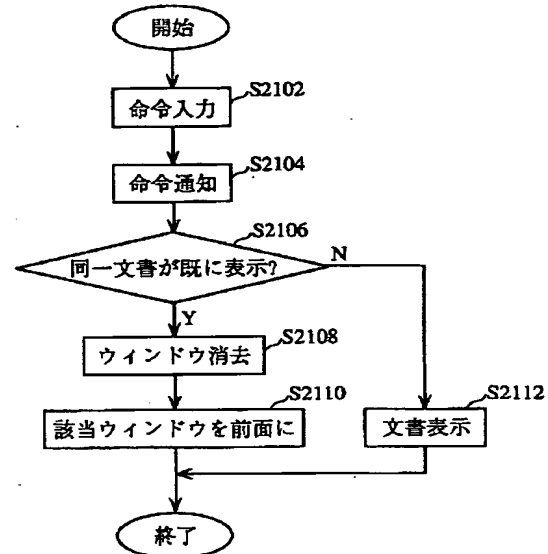 開始
S2102
命令入力
S2104
命令通知
S2106
同一文書が既に表示?
N
Y
S2108
ウィンドウ消去
S2110
該当ウィンドウを前面に
S2112
文書表示
終了